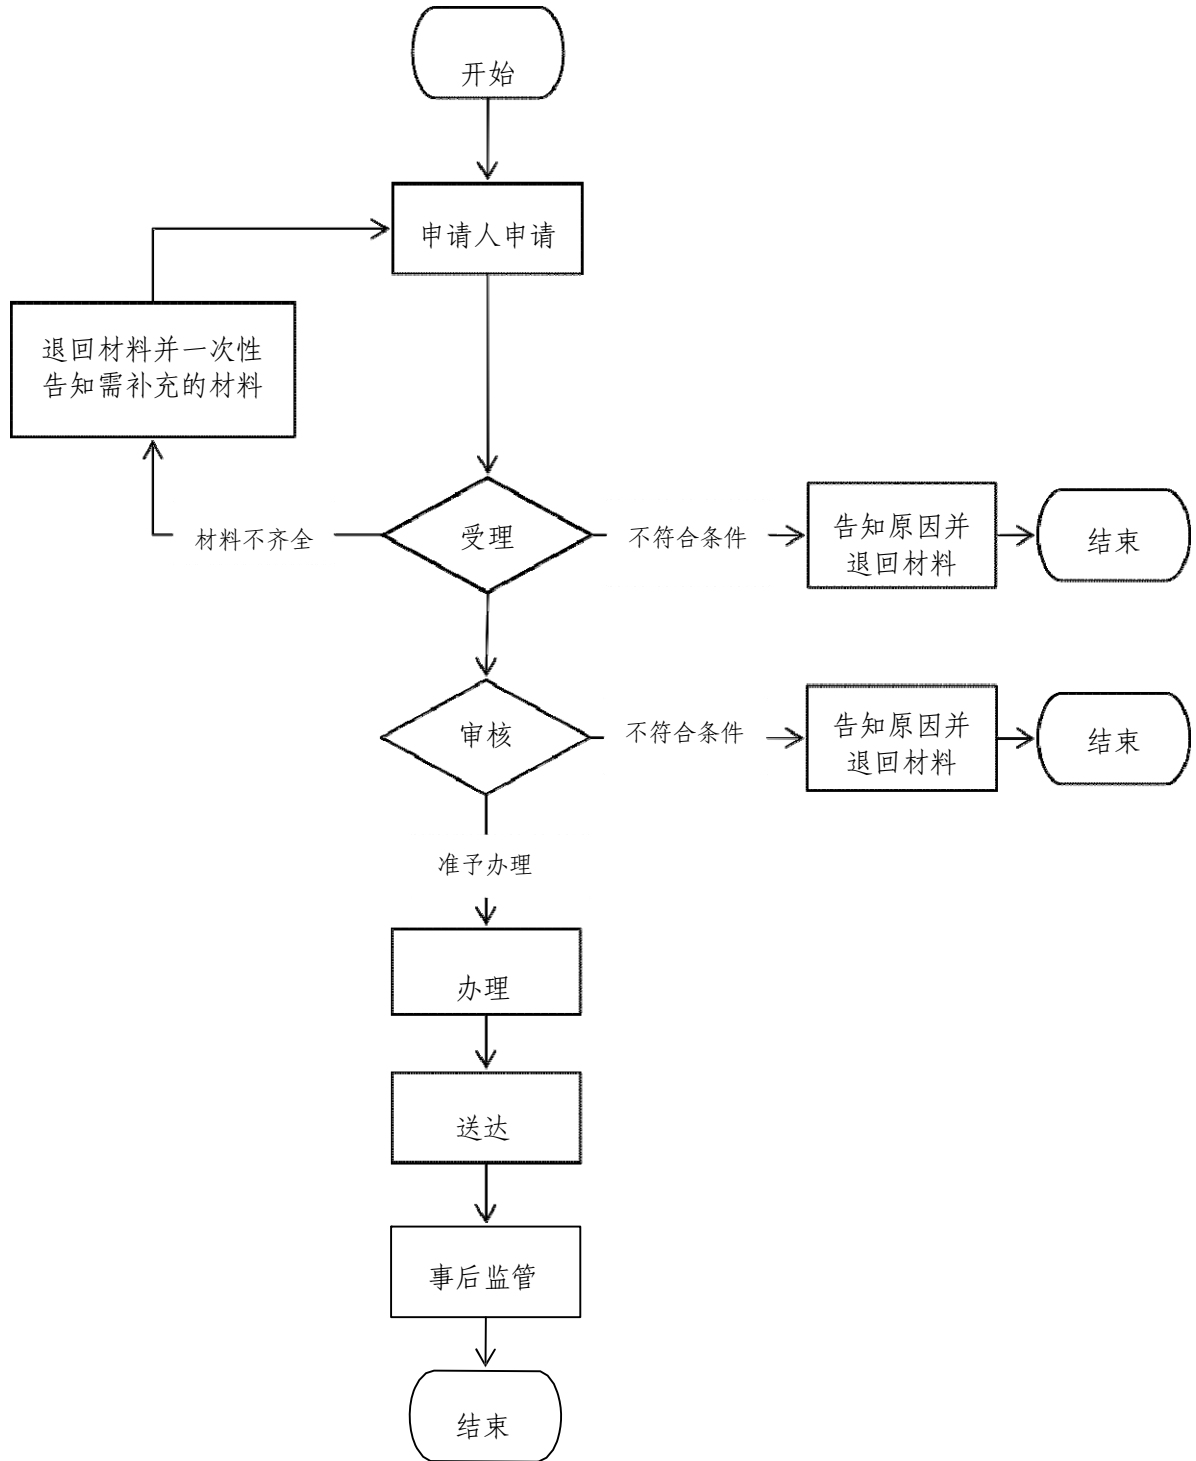 开始
申请人申请
退回材料并一次性
告知需补充的材料
材料不齐全
受理
不符合条件
告知原因并
退回材料
结束
审核
不符合条件
告知原因并
退回材料
结束
准予办理
办理
送达
事后监管
结束